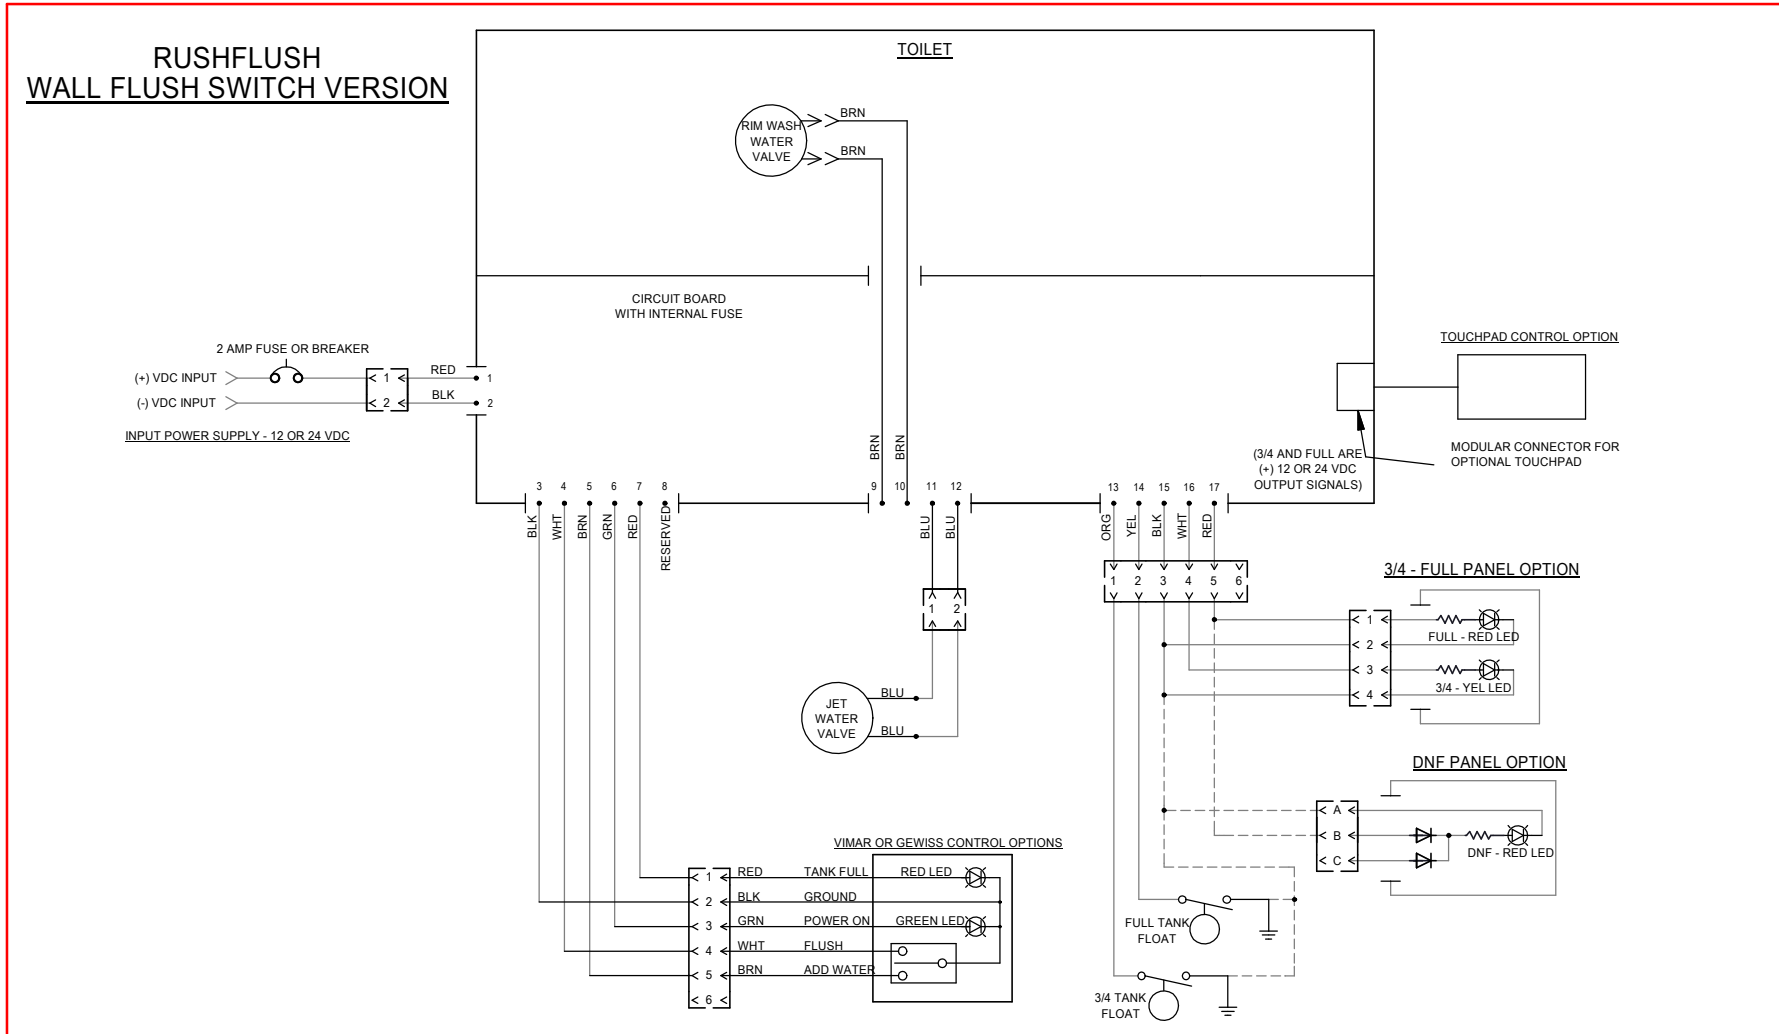 RUSHFLUSH
WALL FLUSH SWITCH VERSION
TOILET
RIM WASH
WATER
VALVE
BRN
BRN
CIRCUIT BOARD
WITH INTERNAL FUSE
2 AMP FUSE OR BREAKER
(+) VDC INPUT
1
RED
1
(-) VDC INPUT
2
BLK
2
INPUT POWER SUPPLY - 12 OR 24 VDC
TOUCHPAD CONTROL OPTION
MODULAR CONNECTOR FOR
OPTIONAL TOUCHPAD
(3/4 AND FULL ARE
(+) 12 OR 24 VDC
OUTPUT SIGNALS)
BRN
BRN
3 4 5 6 7 8
9 10 11 12
13 14 15 16 17
BLK
WHT
BRN
GRN
RED
RESERVED
BLU
BLU
ORG
YEL
BLK
WHT
RED
1 2
1 2 3 4 5 6
3/4 - FULL PANEL OPTION
1
FULL - RED LED
2
3
3/4 - YEL LED
4
JET
WATER
VALVE
BLU
BLU
DNF PANEL OPTION
A
B
DNF - RED LED
C
VIMAR OR GEWISS CONTROL OPTIONS
1 RED TANK FULL RED LED
2 BLK GROUND
3 GRN POWER ON GREEN LED
4 WHT FLUSH
5 BRN ADD WATER
6
FULL TANK
FLOAT
3/4 TANK
FLOAT